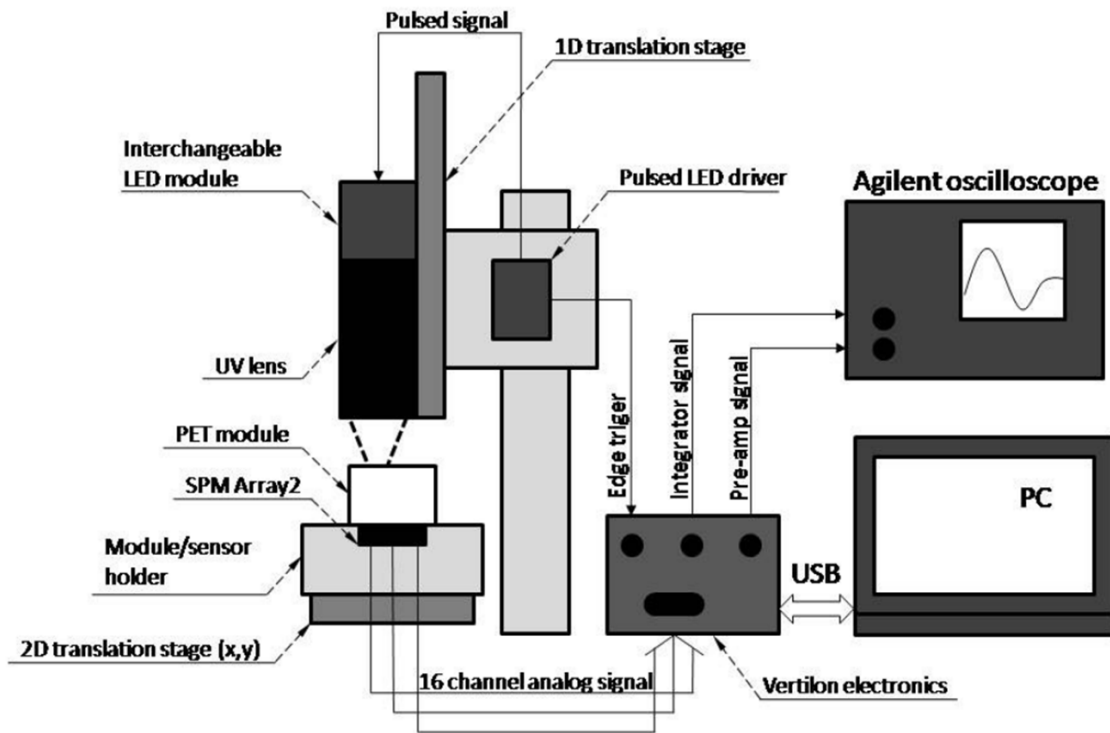 Pulsed signal
1D translation stage
Interchangeable
LED module
Pulsed LED driver
Agilent oscilloscope
UV lens
PET module
SPM Array2
Module/sensor
holder
2D translation stage (x,y)
Edge triger
Integrator signal
Pre-amp signal
PC
USB
16 channel analog signal
Vertilon electronics